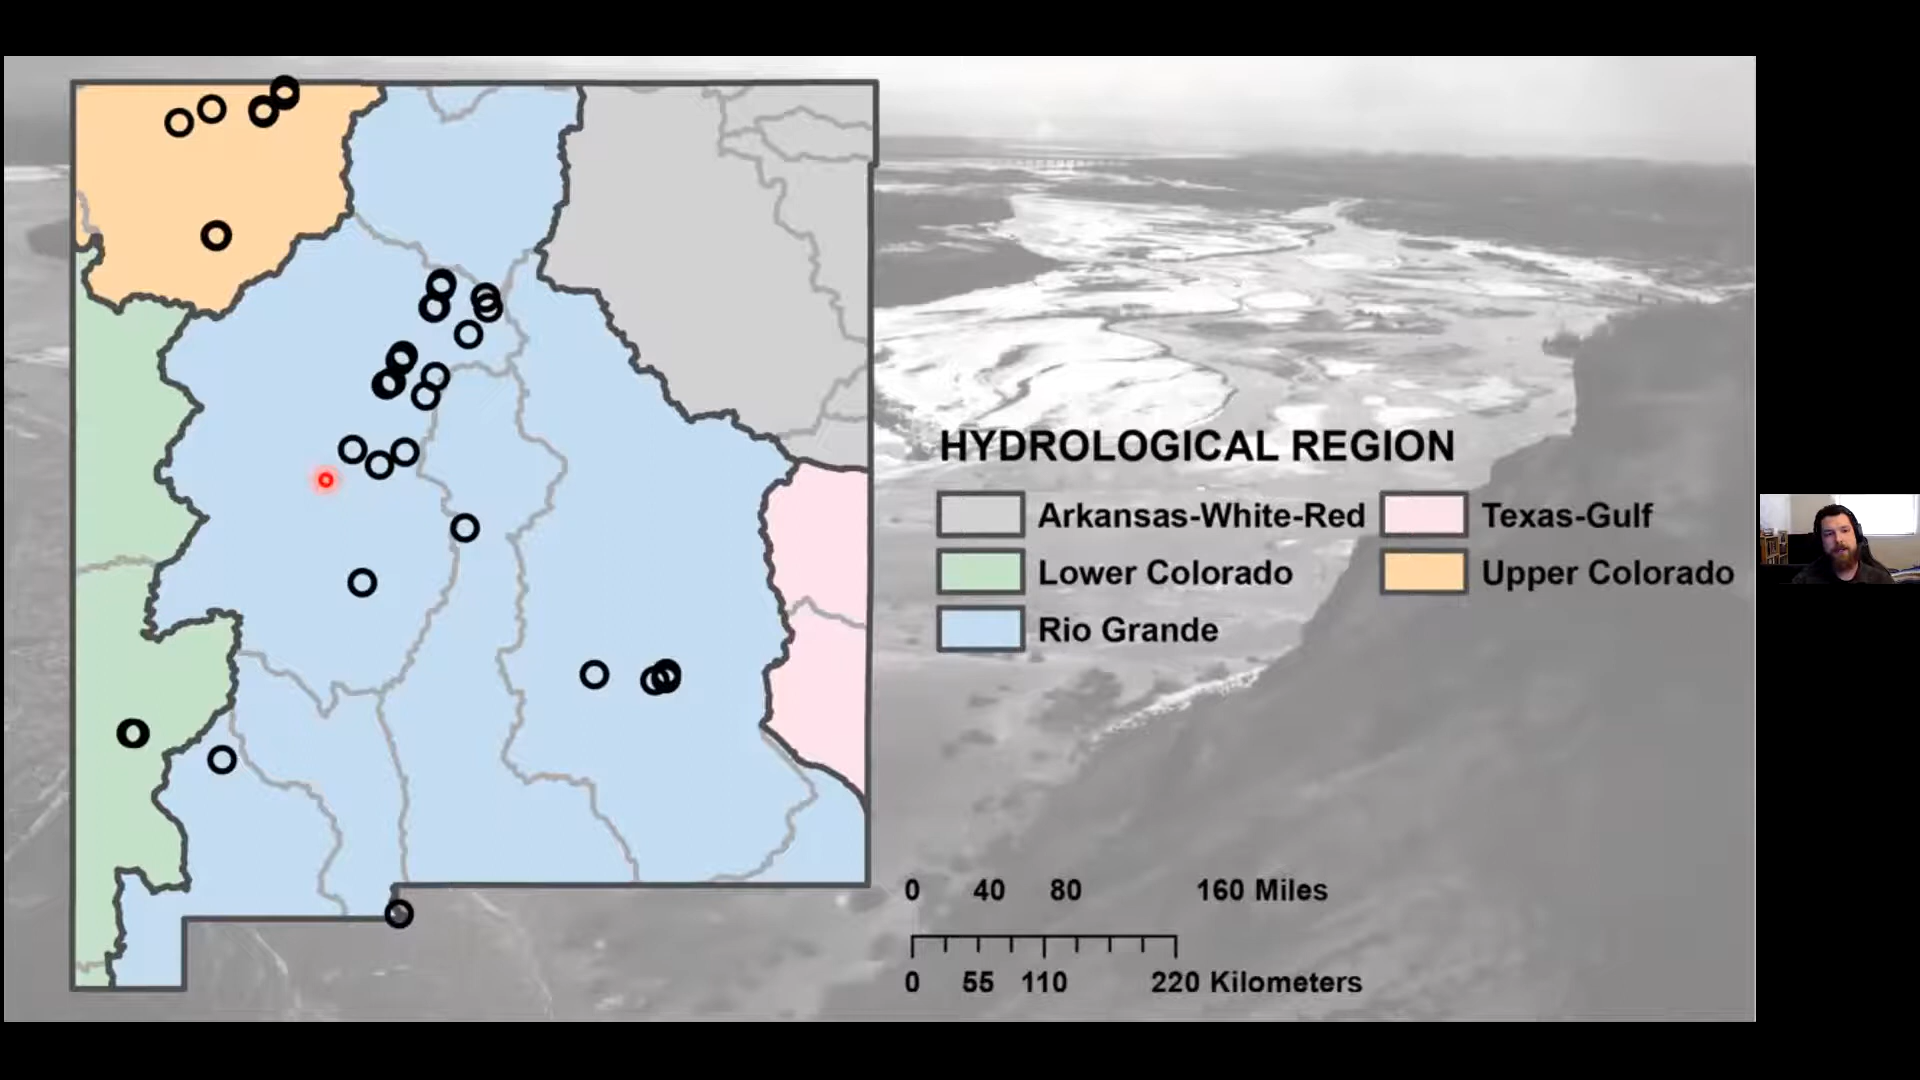 HYDROLOGICAL REGION
Arkansas-White-Red
Texas-Gulf
Lower Colorado
Upper Colorado
Rio Grande
0 40 80 160 Miles
0 55 110 220 Kilometers